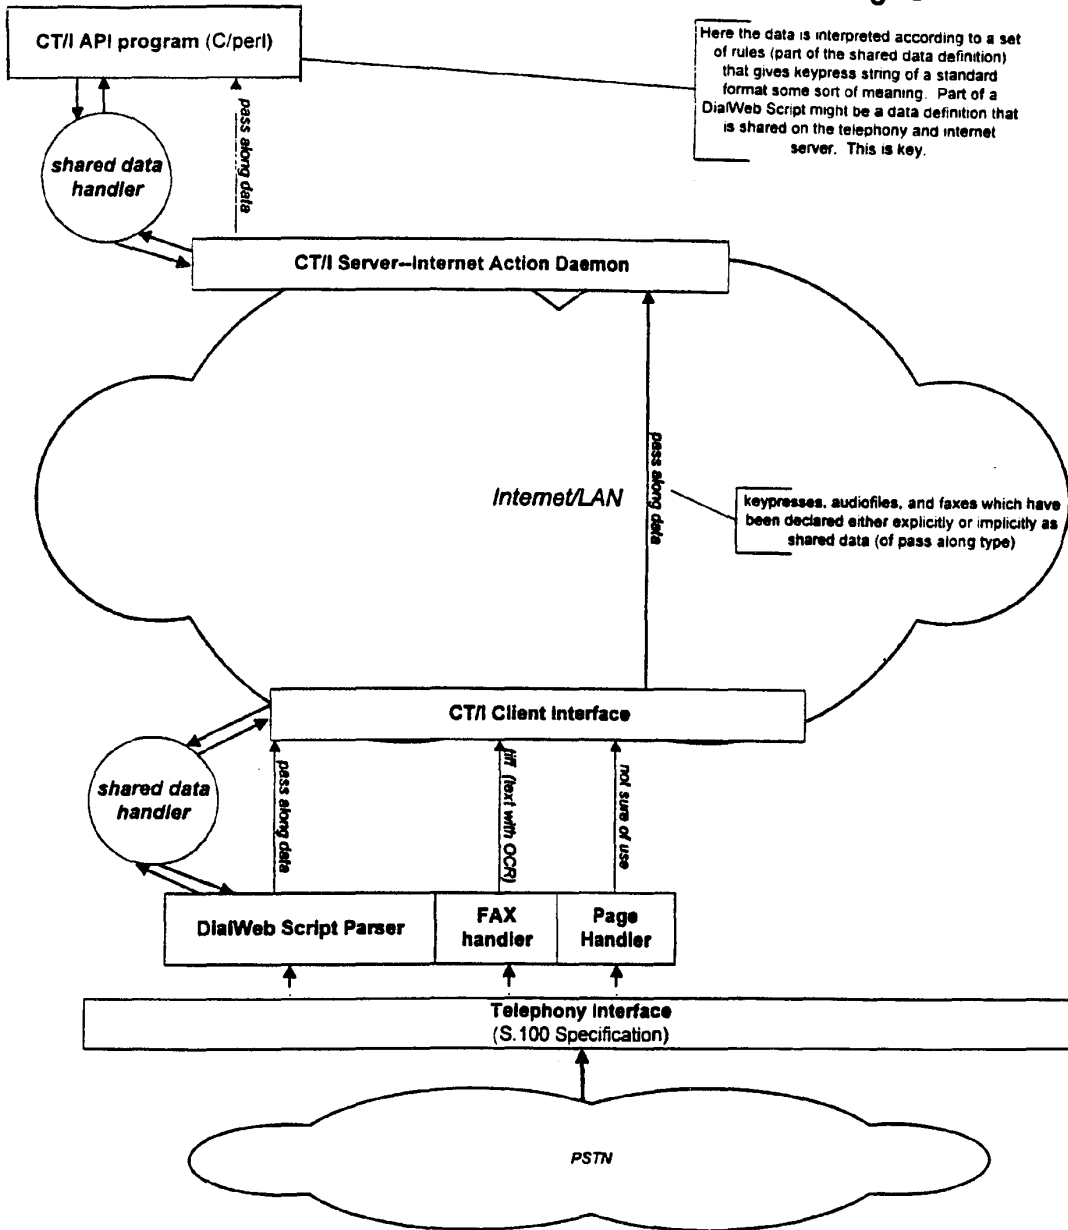 CT/I API program (C/perl)
Here the data is interpreted according to a set
of rules (part of the shared data definition)
that gives keypress string of a standard
format some sort of meaning. Part of a
DialWeb Script might be a data definition that
is shared on the telephony and internet
server. This is key.
pass along data
shared data
handler
CT/I Server--Internet Action Daemon
pass along data
Internet/LAN
keypresses, audiofiles, and faxes which have
been declared either explicitly or implicitly as
shared data (of pass along type)
CT/I Client Interface
shared data
handler
pass along data
tiff (text with OCR)
not sure of use
DialWeb Script Parser
FAX
handler
Page
Handler
Telephony Interface
(S.100 Specification)
PSTN